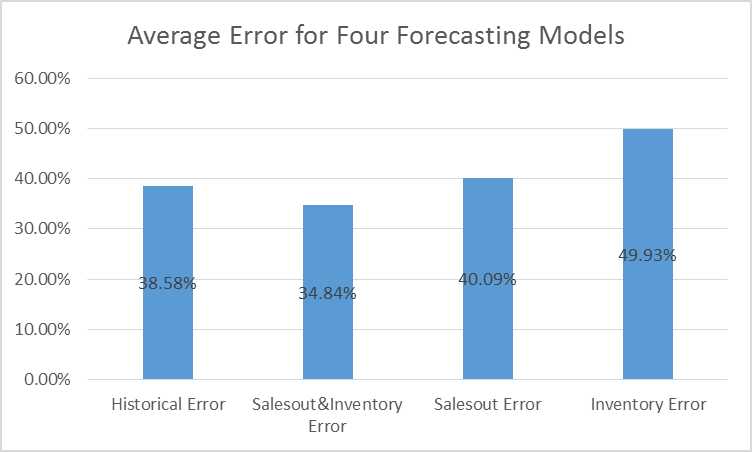 Average Error for Four Forecasting Models
60.00%
50.00%
40.00%
30.00%
20.00%
10.00%
0.00%
38.58%
34.84%
40.09%
49.93%
Historical Error
Salesout&Inventory
Error
Salesout Error
Inventory Error